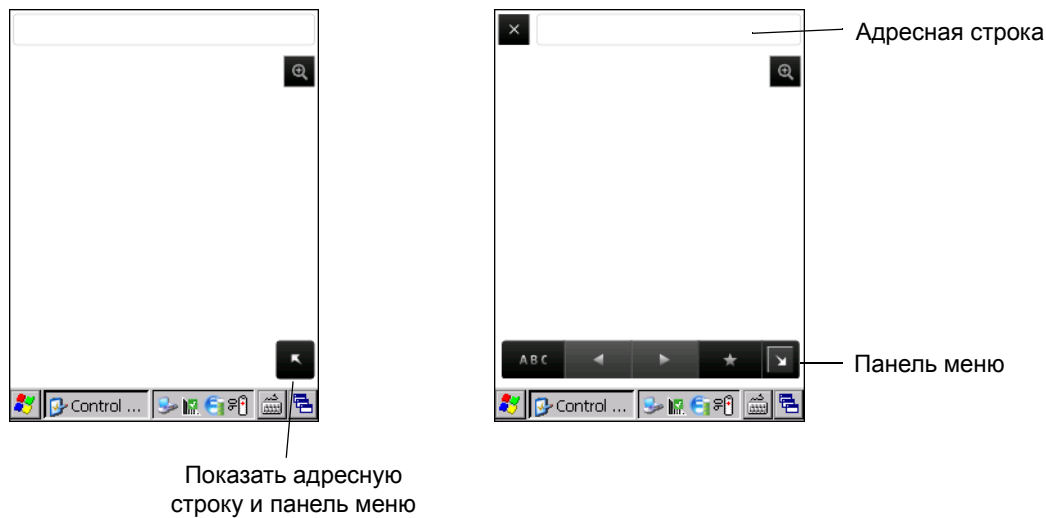 Адресная строка
ABC
Панель меню
Control ...
Control ...
Показать адресную
строку и панель меню